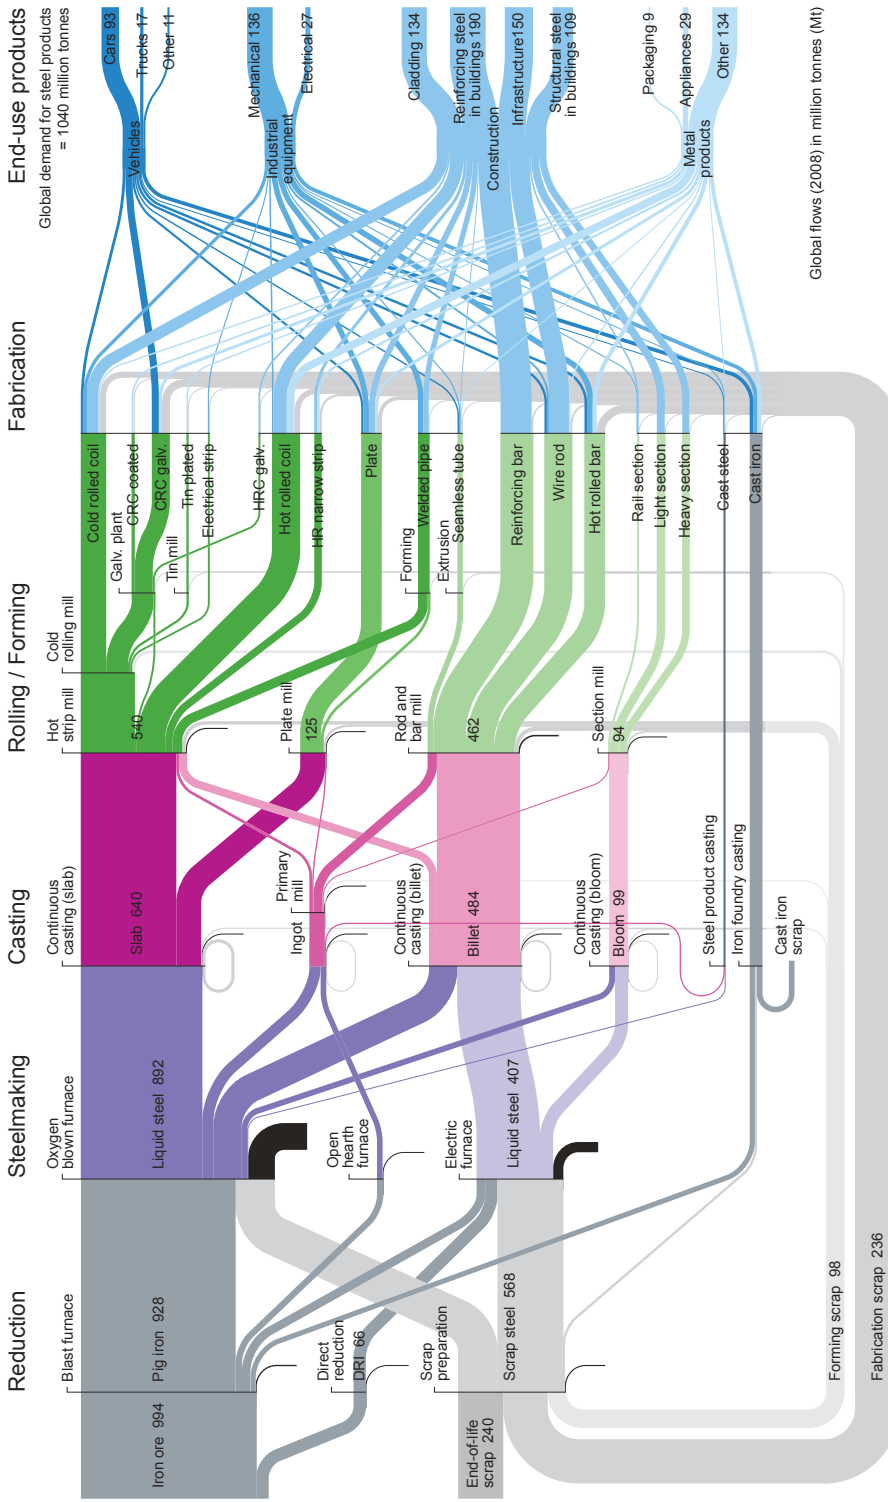 Reduction
Steelmaking
Casting
Rolling / Forming
Fabrication
End-use products
Global demand for steel products
= 1040 million tonnes
Blast furnace
Iron ore 994
Pig iron 928
Direct
reduction
DRI 66
Scrap
preparation
End-of-life
scrap 240
Scrap steel 568
Oxygen
blown furnace
Liquid steel 892
Open
hearth
furnace
Electric
furnace
Liquid steel 407
Continuous
casting (slab)
Slab 640
Ingot
Primary
mill
Continuous
casting (billet)
Billet 484
Continuous
casting (bloom)
Bloom 99
Steel product casting
Iron foundry casting
Cast iron
scrap
Hot
strip mill
540
Cold
rolling mill
Plate mill
125
Rod and
bar mill
462
Section mill
94
Galv. plant
Tin mill
Forming
Extrusion
Cold rolled coil
CRC coated
CRC galv.
Tin plated
Electrical strip
HRC galv.
Hot rolled coil
HR narrow strip
Plate
Welded pipe
Seamless tube
Reinforcing bar
Wire rod
Hot rolled bar
Rail section
Light section
Heavy section
Cast steel
Cast iron
Vehicles
Cars 93
Trucks 17
Other 11
Industrial
equipment
Mechanical 136
Electrical 27
Construction
Cladding 134
Reinforcing steel
in buildings 190
Infrastructure150
Structural steel
in buildings 109
Metal
products
Packaging 9
Appliances 29
Other 134
Forming scrap 98
Fabrication scrap 236
Global flows (2008) in million tonnes (Mt)